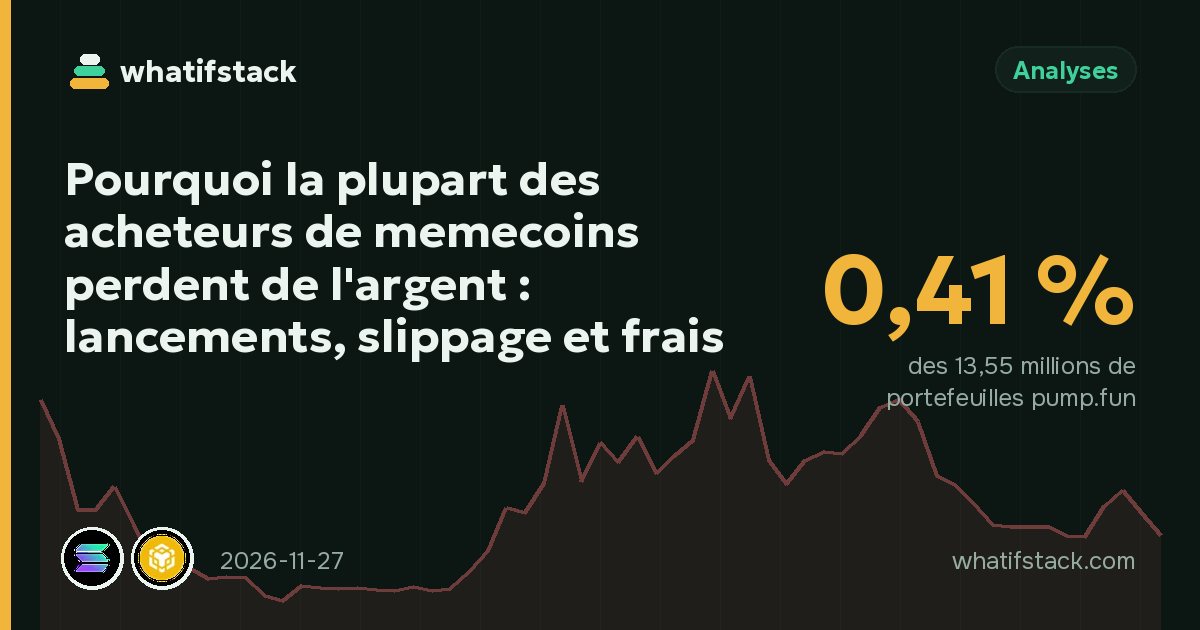 whatifstack
Analyses
Pourquoi la plupart des
acheteurs de memecoins
perdent de l'argent :
lancements, slippage et frais
0,41 %
des 13,55 millions de
portefeuilles pump.fun
2026-11-27
whatifstack.com